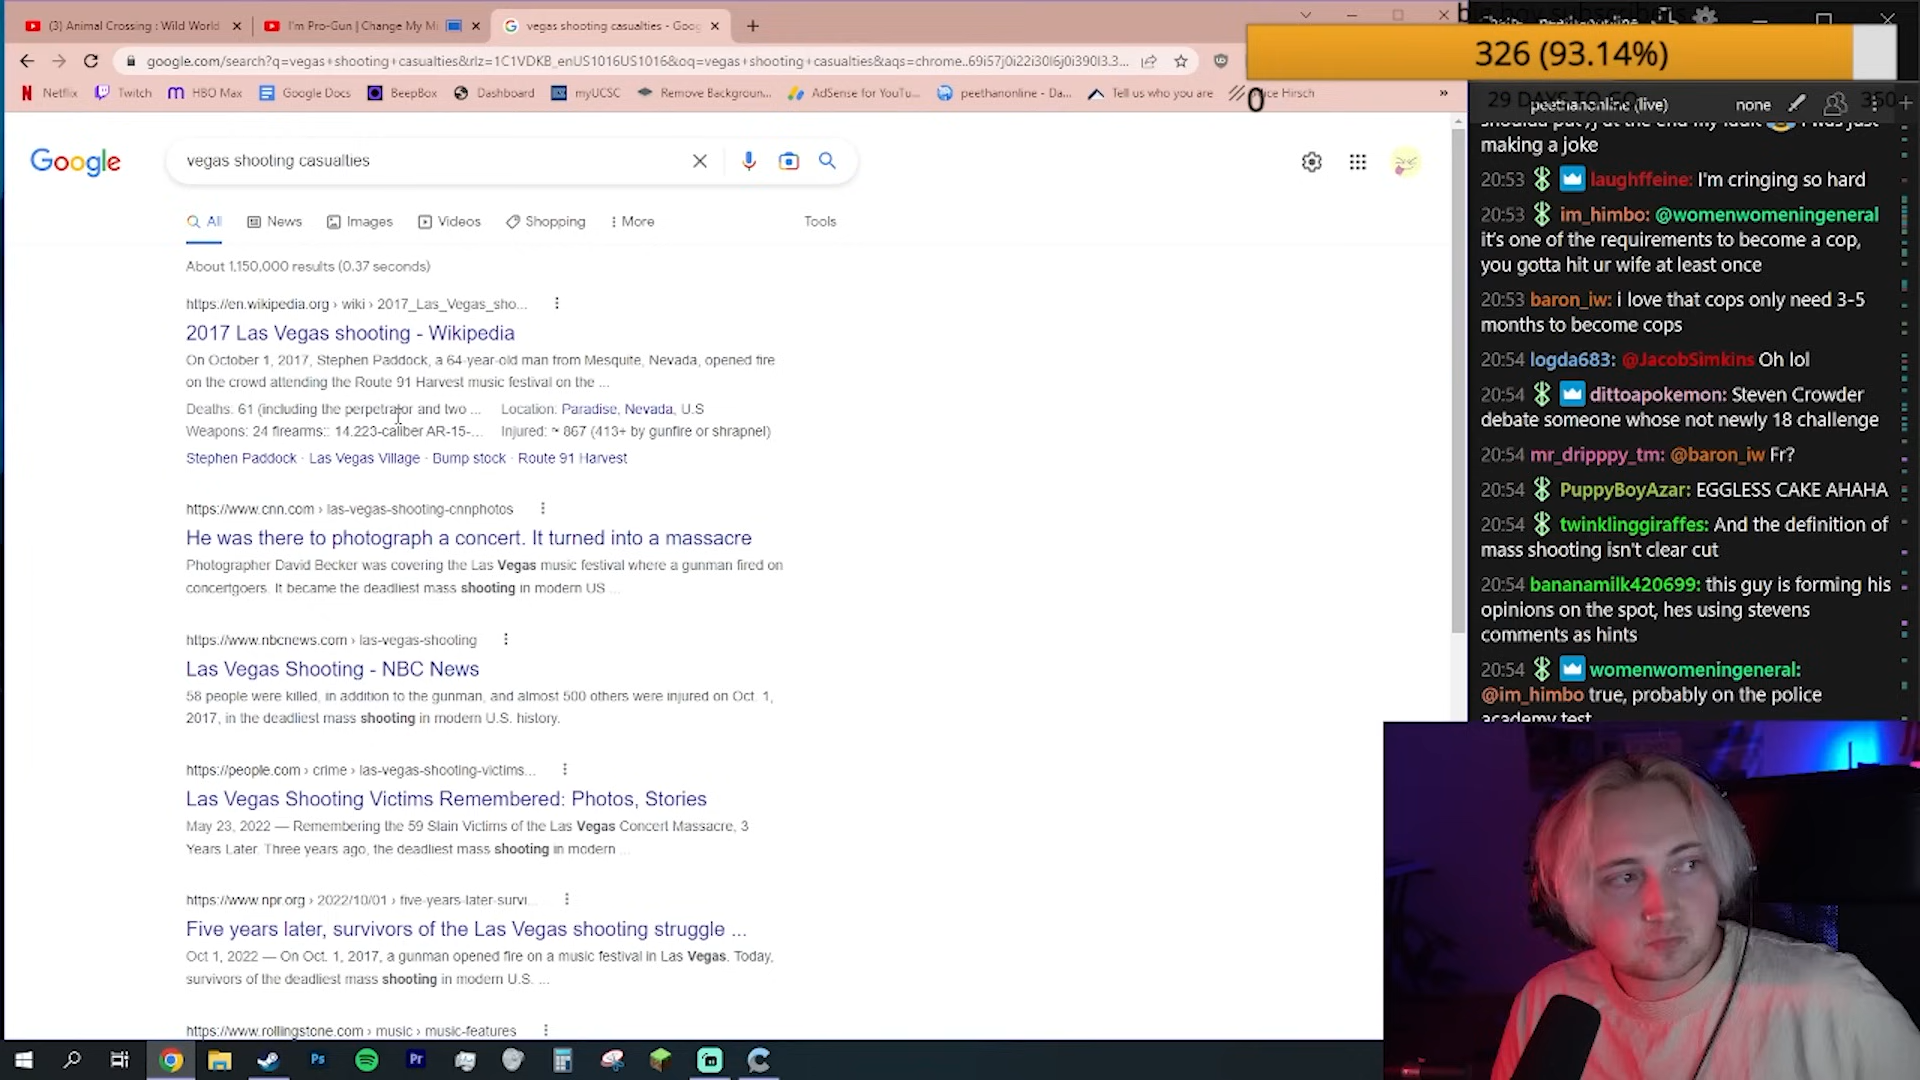 (3) Animal Crossing : Wild World
I'm Pro-Gun | Change My Mi
vegas shooting casualties - Goog
google.com/search?q=vegas+shooting+casualties&rlz=1C1VDKB_enUS1016US1016&oq=vegas+shooting+casualties&aqs=chrome..69i57j0i22i30l6j0i390l3.3...
Netflix
Twitch
HBO Max
Google Docs
BeepBox
Dashboard
myUCSC
Remove Backgroun...
AdSense for YouTu...
peethanonline - Da...
Tell us who you are
Hirsch
»
326 (93.14%)
0
29 DAYS TO GO
350
Google
vegas shooting casualties
All
News
Images
Videos
Shopping
More
Tools
About 1,150,000 results (0.37 seconds)
https://en.wikipedia.org › wiki › 2017_Las_Vegas_sho...
2017 Las Vegas shooting - Wikipedia
On October 1, 2017, Stephen Paddock, a 64-year-old man from Mesquite, Nevada, opened fire
on the crowd attending the Route 91 Harvest music festival on the ...
Deaths: 61 (including the perpetrator and two ... Location: Paradise, Nevada, U.S
Weapons: 24 firearms:: 14.223-caliber AR-15-... Injured: ~ 867 (413+ by gunfire or shrapnel)
Stephen Paddock · Las Vegas Village · Bump stock · Route 91 Harvest
https://www.cnn.com › las-vegas-shooting-cnnphotos
He was there to photograph a concert. It turned into a massacre
Photographer David Becker was covering the Las Vegas music festival where a gunman fired on
concertgoers. It became the deadliest mass shooting in modern US ...
https://www.nbcnews.com › las-vegas-shooting
Las Vegas Shooting - NBC News
58 people were killed, in addition to the gunman, and almost 500 others were injured on Oct. 1,
2017, in the deadliest mass shooting in modern U.S. history.
https://people.com › crime › las-vegas-shooting-victims...
Las Vegas Shooting Victims Remembered: Photos, Stories
May 23, 2022 — Remembering the 59 Slain Victims of the Las Vegas Concert Massacre, 3
Years Later. Three years ago, the deadliest mass shooting in modern ...
https://www.npr.org › 2022/10/01 › five-years-later-survi...
Five years later, survivors of the Las Vegas shooting struggle ...
Oct 1, 2022 — On Oct. 1, 2017, a gunman opened fire on a music festival in Las Vegas. Today,
survivors of the deadliest mass shooting in modern U.S. ...
https://www.rollingstone.com › music › music-features
peethanonline (live)
none
making a joke
20:53 laughffeine: I'm cringing so hard
20:53 im_himbo: @womenwomeningeneral
it's one of the requirements to become a cop,
you gotta hit ur wife at least once
20:53 baron_iw: i love that cops only need 3-5
months to become cops
20:54 logda683: @JacobSimkins Oh lol
20:54 dittoapokemon: Steven Crowder
debate someone whose not newly 18 challenge
20:54 mr_dripppy_tm: @baron_iw Fr?
20:54 PuppyBoyAzar: EGGLESS CAKE AHAHA
20:54 twinklinggiraffes: And the definition of
mass shooting isn't clear cut
20:54 bananamilk420699: this guy is forming his
opinions on the spot, hes using stevens
comments as hints
20:54 womenwomeningeneral:
@im_himbo true, probably on the police
academy test
Ps
Pr